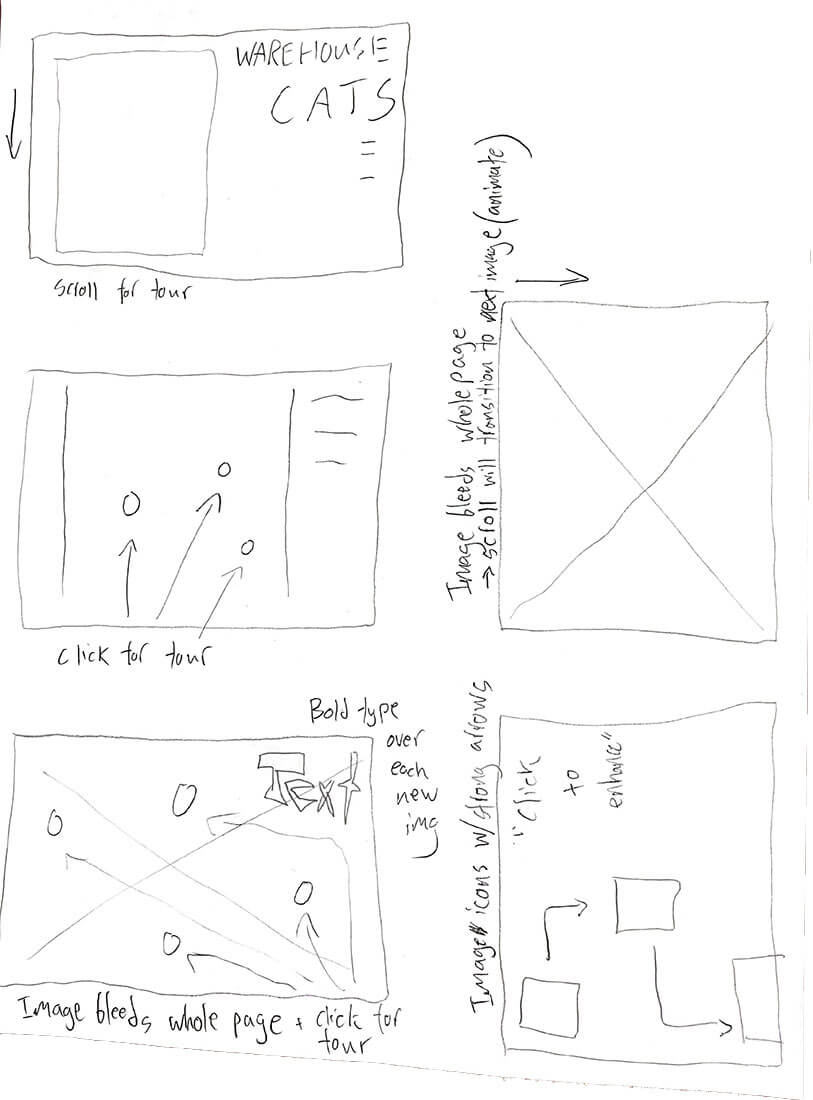 WAREHOUSE
CATS
scroll for tour
click for tour
Bold type
over
each
new
img
Text
Image bleeds whole page + click for
tour
Image bleeds whole page
→ scroll will transition to next image (animate)
Image icons w/ strong arrows
"Click
to
enhance"